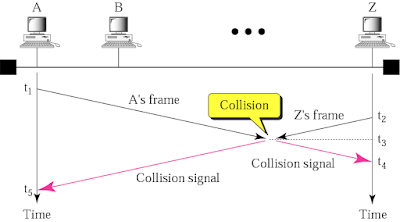 A B Z
t1
A's frame
Collision
Z's frame
t2
t3
Collision signal
t4
Collision signal
t5
Time Time